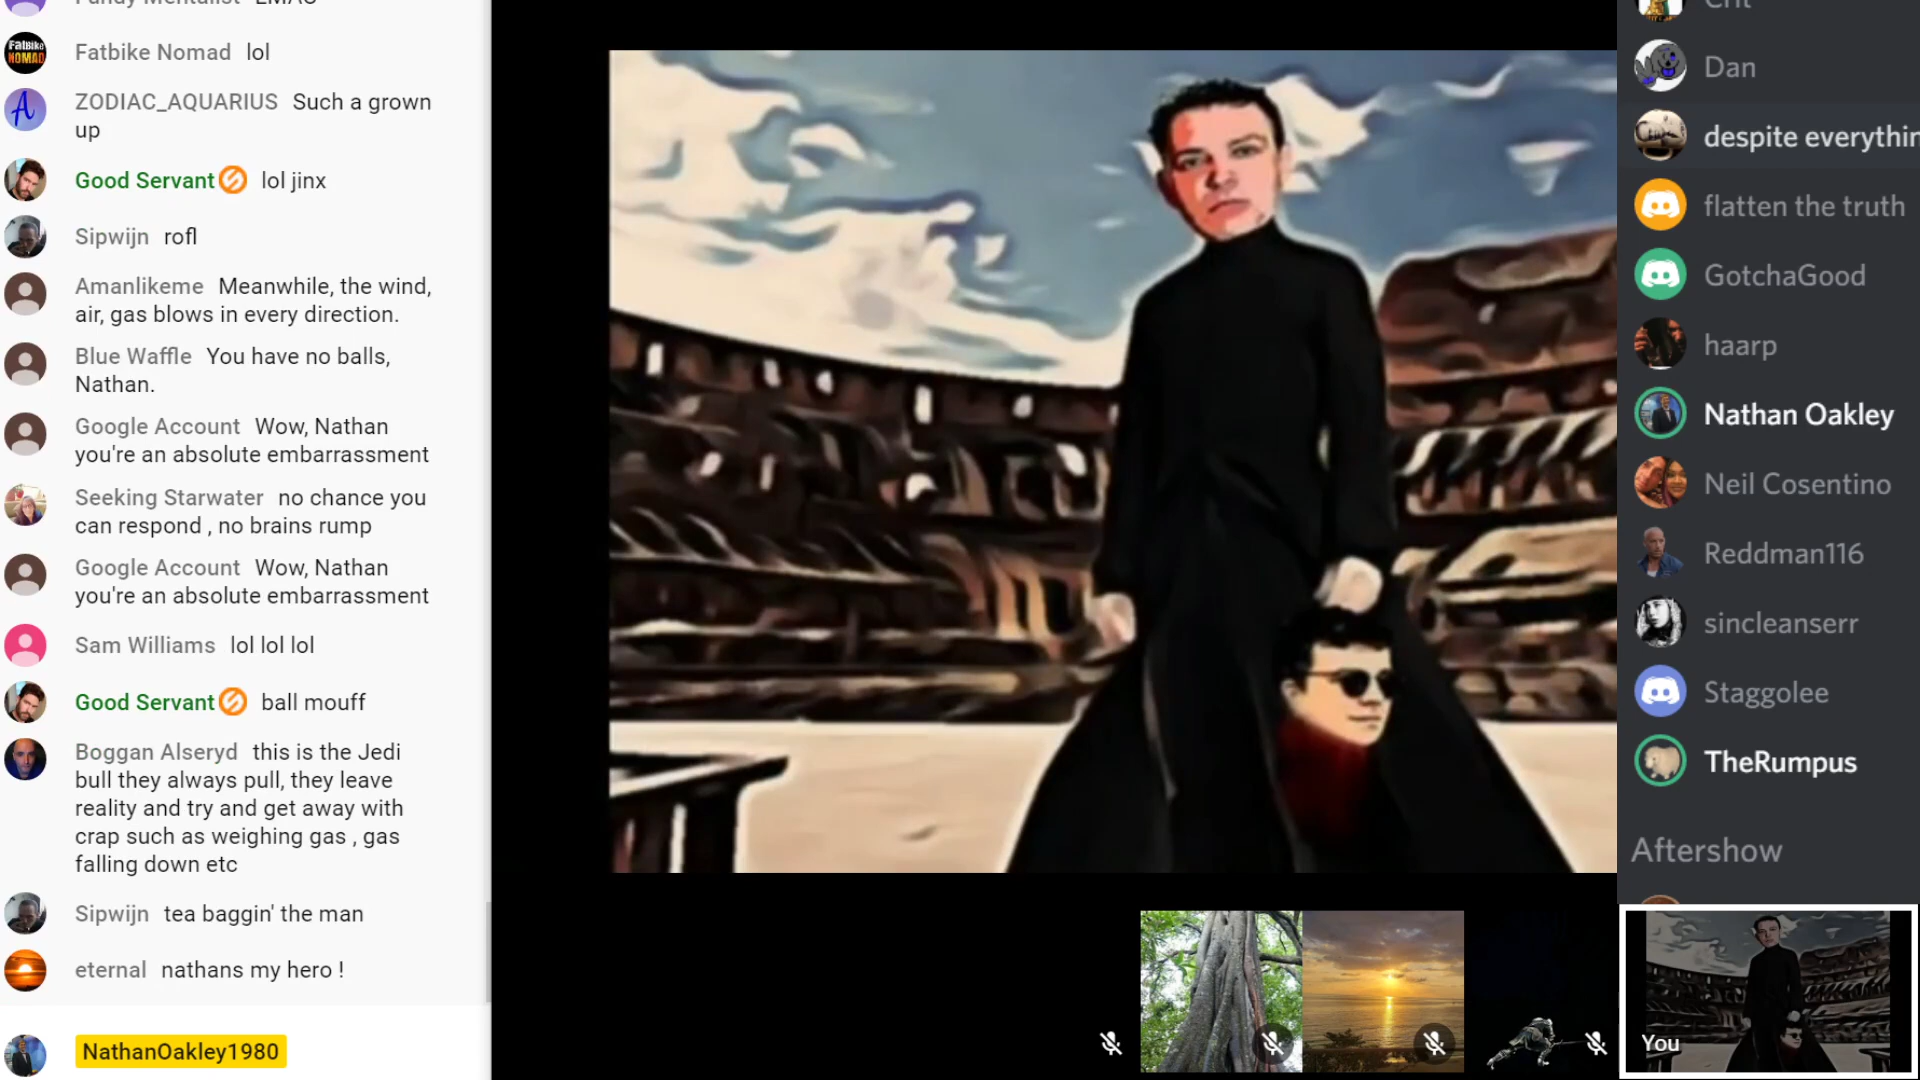 Fatbike Nomad lol
ZODIAC_AQUARIUS Such a grown
up
Good Servant lol jinx
Sipwijn rofl
Amanlikeme Meanwhile, the wind,
air, gas blows in every direction.
Blue Waffle You have no balls,
Nathan.
Google Account Wow, Nathan
you're an absolute embarrassment
Seeking Starwater no chance you
can respond , no brains rump
Google Account Wow, Nathan
you're an absolute embarrassment
Sam Williams lol lol lol
Good Servant ball mouff
Boggan Alseryd this is the Jedi
bull they always pull, they leave
reality and try and get away with
crap such as weighing gas , gas
falling down etc
Sipwijn tea baggin' the man
eternal nathans my hero !
NathanOakley1980
Dan
despite everythin
flatten the truth
GotchaGood
haarp
Nathan Oakley
Neil Cosentino
Reddman116
sincleanserr
Staggolee
TheRumpus
Aftershow
You